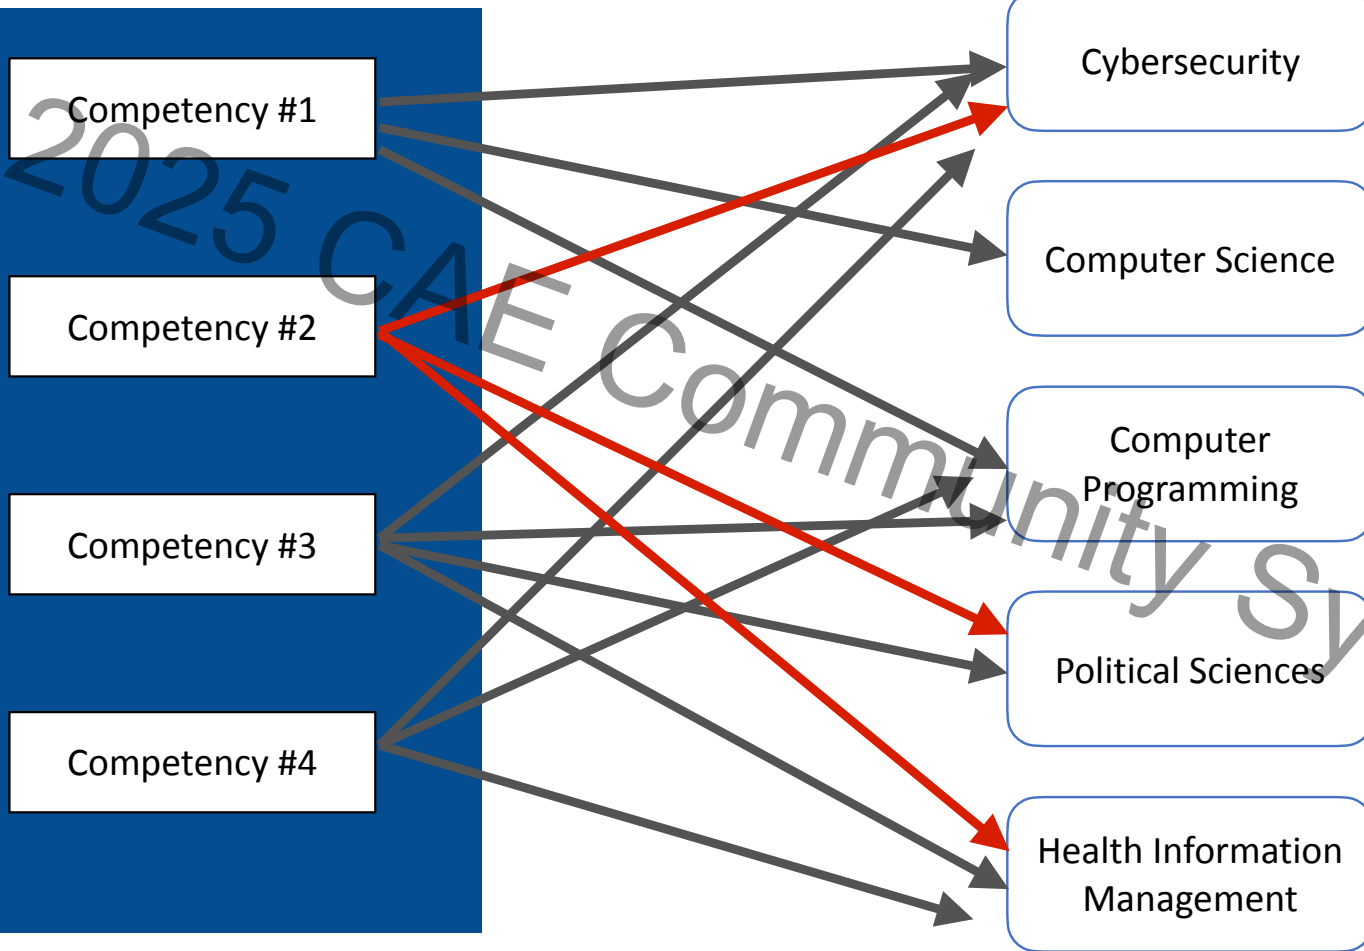 Competency #1
Competency #2
Competency #3
Competency #4
Cybersecurity
Computer Science
Computer
Programming
Political Sciences
Health Information
Management
2025 CAE Community Sy